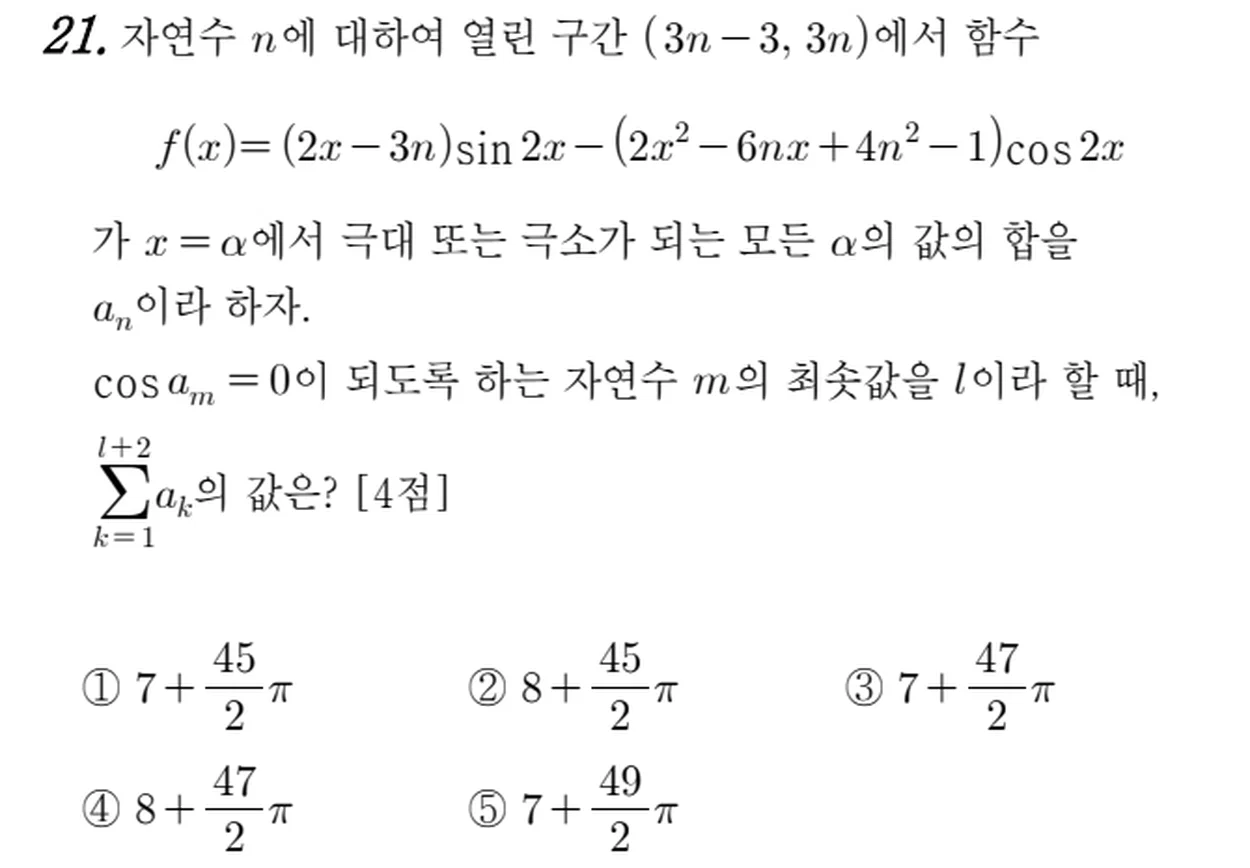 21. 자연수 n에 대하여 열린 구간 (3n－3, 3n)에서 함수
f(x)=(2x－3n)sin 2x－(2x²－6nx＋4n²－1)cos 2x
가 x=α에서 극대 또는 극소가 되는 모든 α의 값의 합을
aₙ이라 하자.
cos aₘ=0이 되도록 하는 자연수 m의 최솟값을 l이라 할 때,
∑_{k=1}^{l+2} aₖ의 값은? [4점]
① 7＋45/2 π ② 8＋45/2 π ③ 7＋47/2 π
④ 8＋47/2 π ⑤ 7＋49/2 π